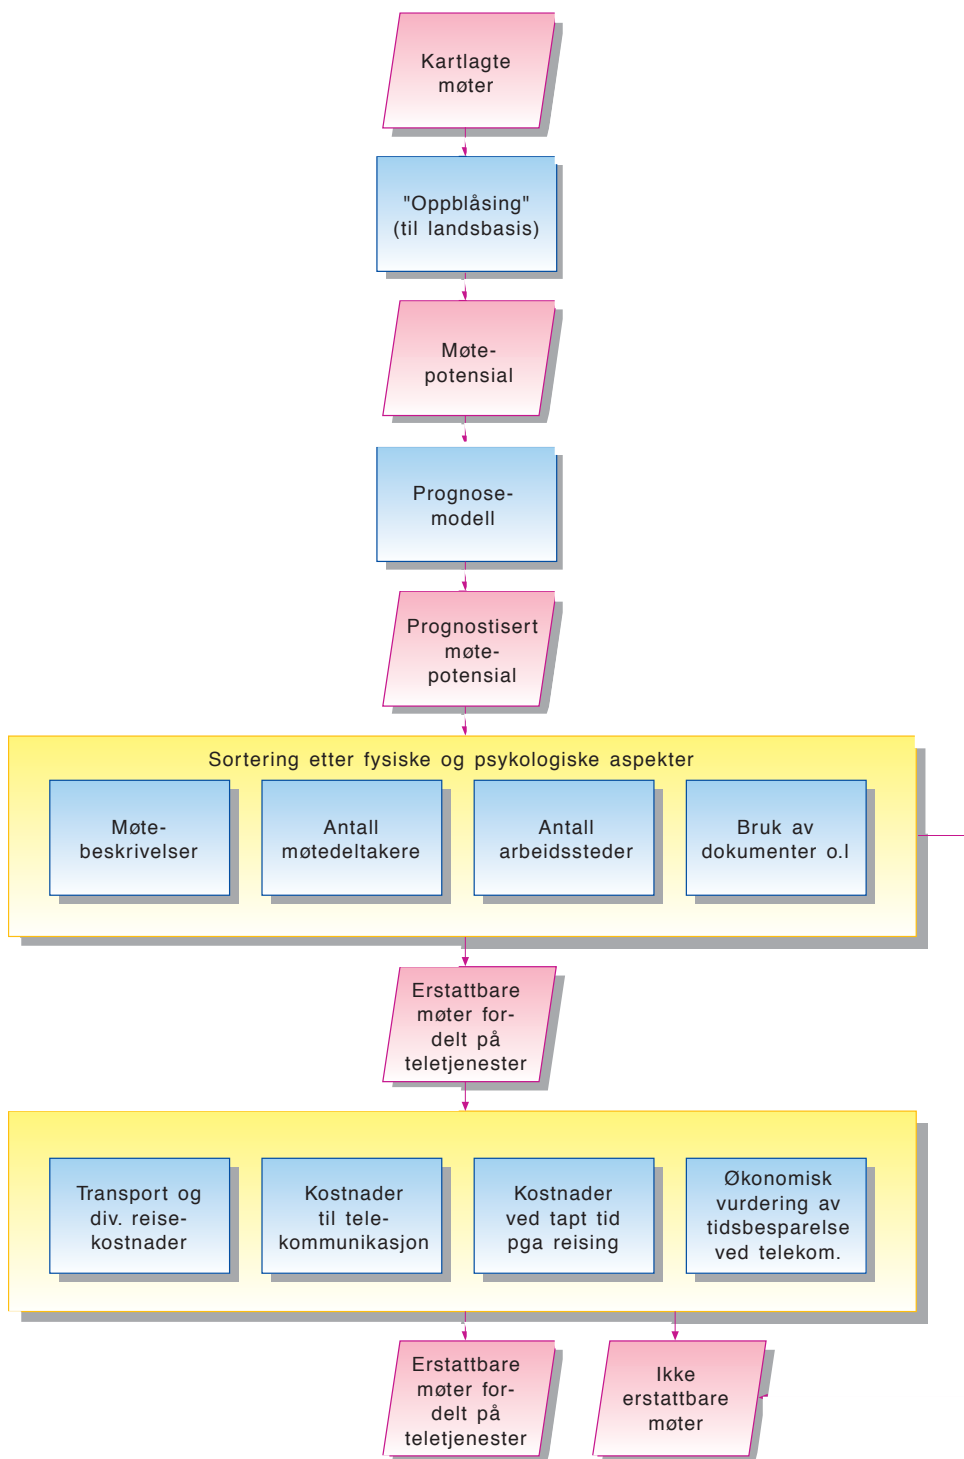 Kartlagte
møter
"Oppblåsing"
(til landsbasis)
Møte-
potensial
Prognose-
modell
Prognostisert
møte-
potensial
Sortering etter fysiske og psykologiske aspekter
Møte-
beskrivelser
Antall
møtedeltakere
Antall
arbeidssteder
Bruk av
dokumenter o.l
Erstattbare
møter for-
delt på
teletjenester
Transport og
div. reise-
kostnader
Kostnader
til tele-
kommunikasjon
Kostnader
ved tapt tid
pga reising
Økonomisk
vurdering av
tidsbesparelse
ved telekom.
Erstattbare
møter for-
delt på
teletjenester
Ikke
erstattbare
møter